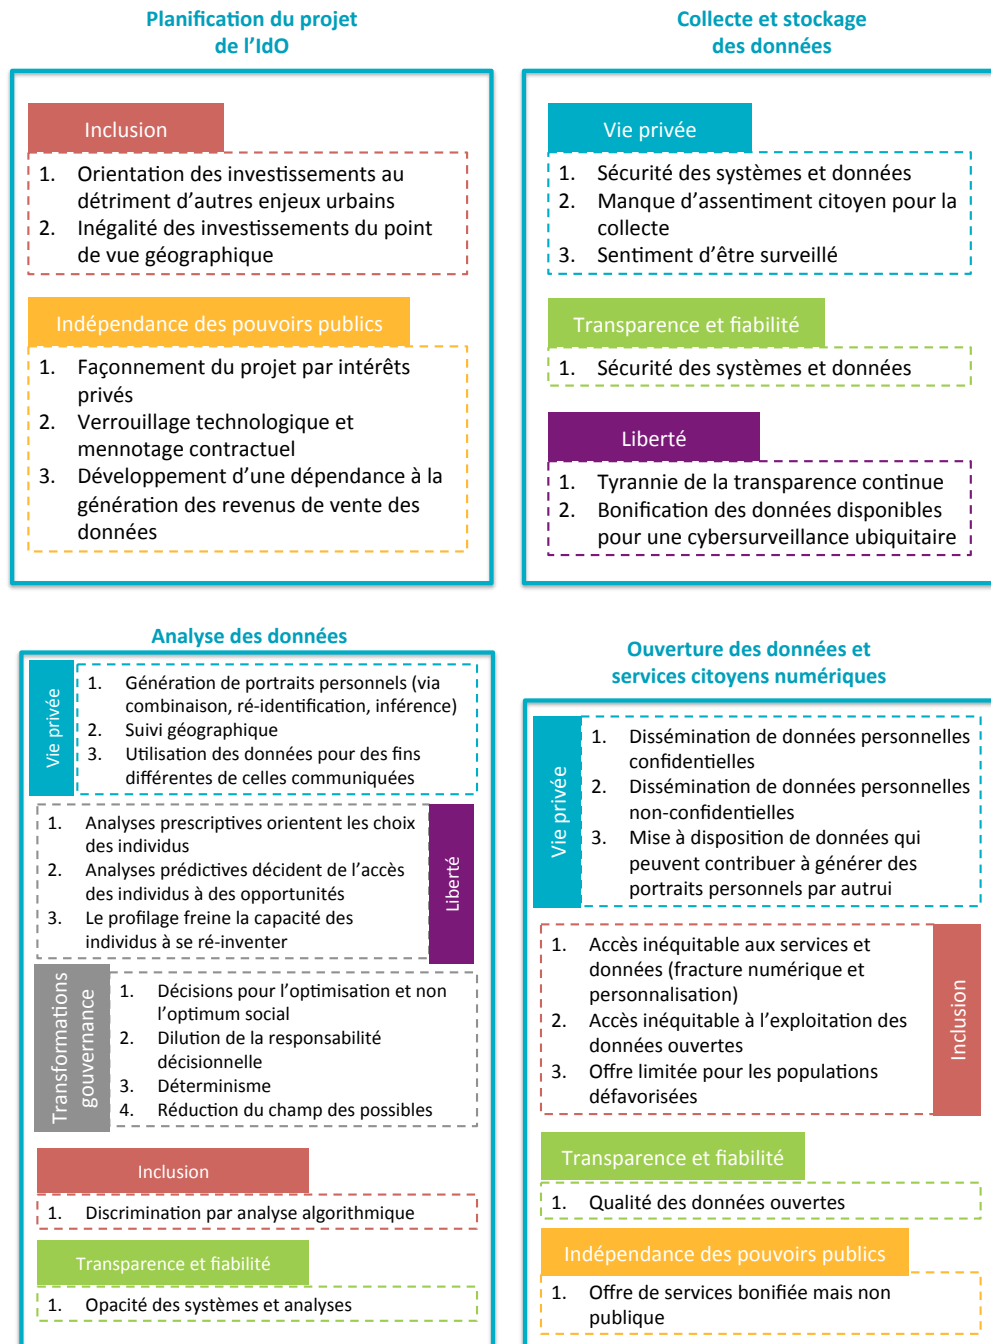 Planification du projet
de l'IdO
Inclusion
1. Orientation des investissements au
détriment d'autres enjeux urbains
2. Inégalité des investissements du point
de vue géographique
Indépendance des pouvoirs publics
1. Façonnement du projet par intérêts
privés
2. Verrouillage technologique et
mennotage contractuel
3. Développement d'une dépendance à la
génération des revenus de vente des
données
Collecte et stockage
des données
Vie privée
1. Sécurité des systèmes et données
2. Manque d'assentiment citoyen pour la
collecte
3. Sentiment d'être surveillé
Transparence et fiabilité
1. Sécurité des systèmes et données
Liberté
1. Tyrannie de la transparence continue
2. Bonification des données disponibles
pour une cybersurveillance ubiquitaire
Analyse des données
Vie privée
1. Génération de portraits personnels (via
combinaison, ré-identification, inférence)
2. Suivi géographique
3. Utilisation des données pour des fins
différentes de celles communiquées
1. Analyses prescriptives orientent les choix
des individus
2. Analyses prédictives décident de l'accès
des individus à des opportunités
3. Le profilage freine la capacité des
individus à se ré-inventer
Liberté
Transformations
gouvernance
1. Décisions pour l'optimisation et non
l'optimum social
2. Dilution de la responsabilité
décisionnelle
3. Déterminisme
4. Réduction du champ des possibles
Inclusion
1. Discrimination par analyse algorithmique
Transparence et fiabilité
1. Opacité des systèmes et analyses
Ouverture des données et
services citoyens numériques
Vie privée
1. Dissémination de données personnelles
confidentielles
2. Dissémination de données personnelles
non-confidentielles
3. Mise à disposition de données qui
peuvent contribuer à générer des
portraits personnels par autrui
1. Accès inéquitable aux services et
données (fracture numérique et
personnalisation)
2. Accès inéquitable à l'exploitation des
données ouvertes
3. Offre limitée pour les populations
défavorisées
Inclusion
Transparence et fiabilité
1. Qualité des données ouvertes
Indépendance des pouvoirs publics
1. Offre de services bonifiée mais non
publique